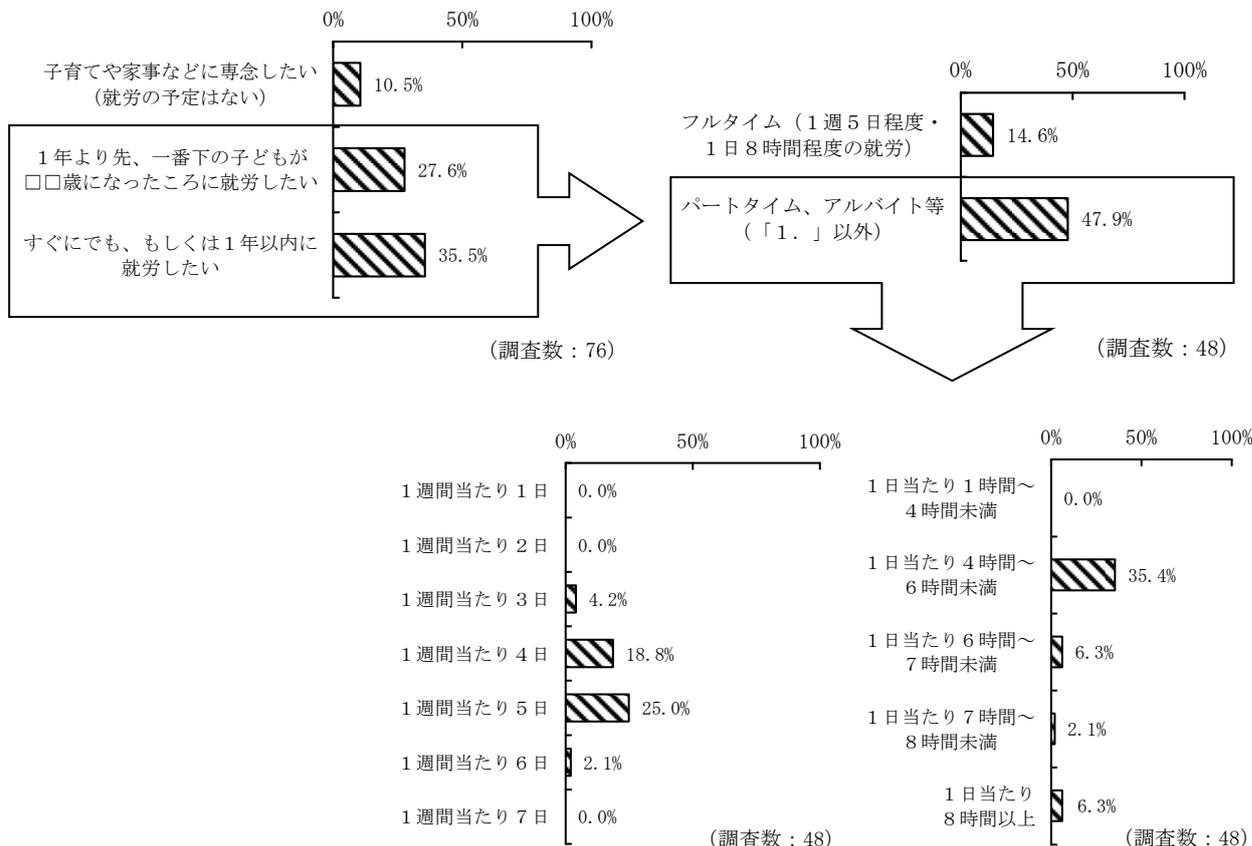 0%
50%
100%
子育てや家事などに専念したい
（就労の予定はない）
10.5%
１年より先、一番下の子どもが
□□歳になったころに就労したい
27.6%
すぐにでも、もしくは１年以内に
就労したい
35.5%
（調査数：76）
0%
50%
100%
フルタイム（１週５日程度・
１日８時間程度の就労）
14.6%
パートタイム、アルバイト等
（「１．」以外）
47.9%
（調査数：48）
0%
50%
100%
１週間当たり１日
0.0%
１週間当たり２日
0.0%
１週間当たり３日
4.2%
１週間当たり４日
18.8%
１週間当たり５日
25.0%
１週間当たり６日
2.1%
１週間当たり７日
0.0%
（調査数：48）
0%
50%
100%
１日当たり１時間～
４時間未満
0.0%
１日当たり４時間～
６時間未満
35.4%
１日当たり６時間～
７時間未満
6.3%
１日当たり７時間～
８時間未満
2.1%
１日当たり
８時間以上
6.3%
（調査数：48）